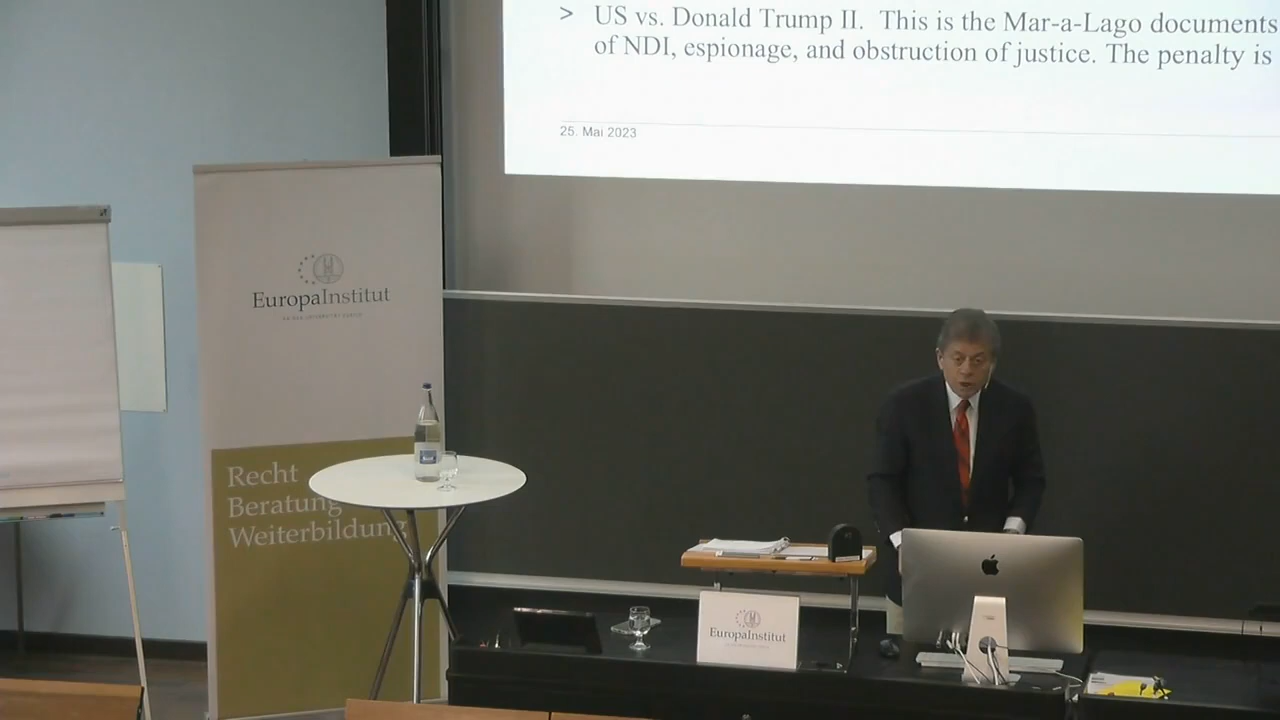 > US vs. Donald Trump II. This is the Mar-a-Lago documents
of NDI, espionage, and obstruction of justice. The penalty is
25. Mai 2023
EuropaInstitut
Recht
Beratung
Weiterbildung
EuropaInstitut